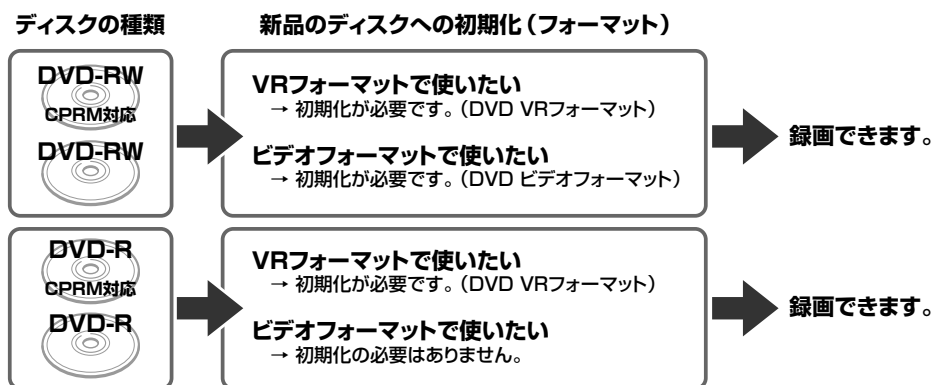 ディスクの種類
新品のディスクへの初期化（フォーマット）
DVD-RW
CPRM対応
DVD-RW
VRフォーマットで使いたい
→ 初期化が必要です。（DVD VRフォーマット）
ビデオフォーマットで使いたい
→ 初期化が必要です。（DVD ビデオフォーマット）
録画できます。
DVD-R
CPRM対応
DVD-R
VRフォーマットで使いたい
→ 初期化が必要です。（DVD VRフォーマット）
ビデオフォーマットで使いたい
→ 初期化の必要はありません。
録画できます。